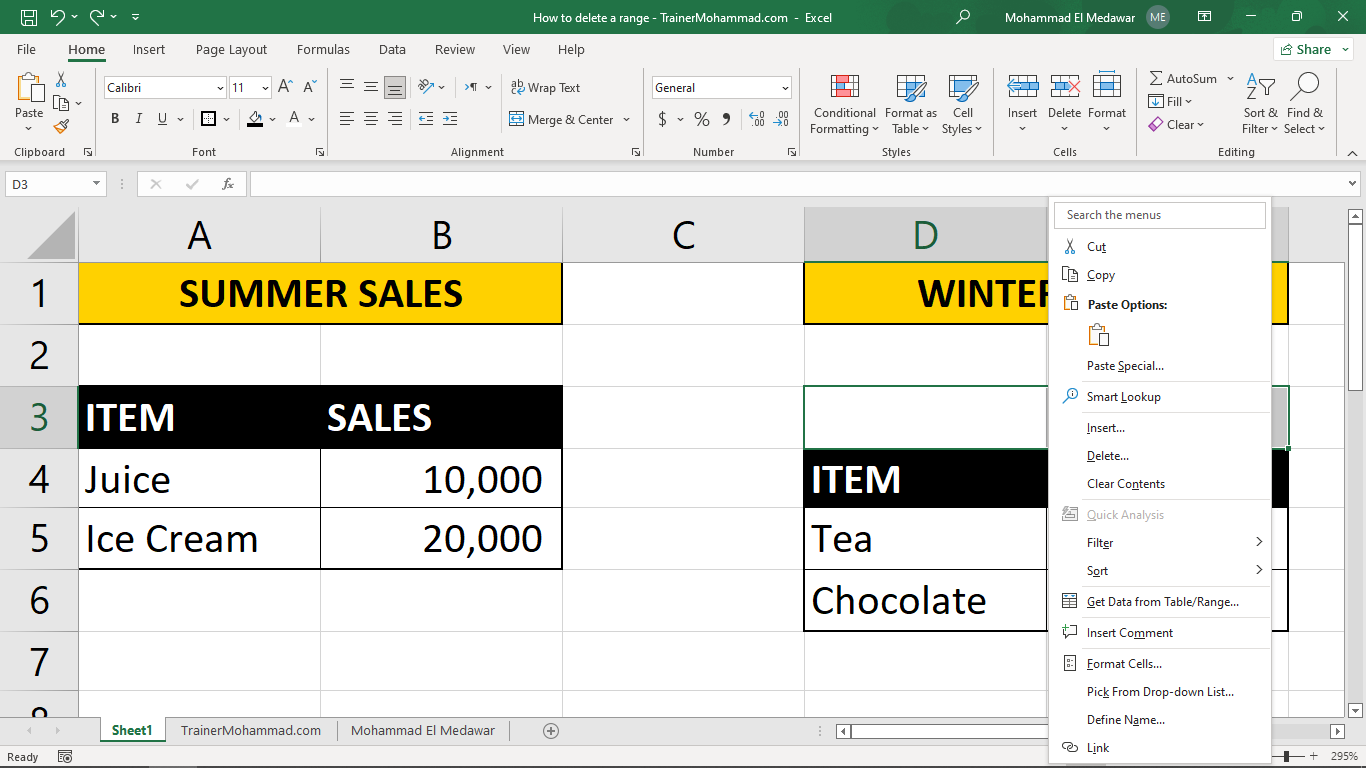 How to delete a range - TrainerMohammad.com - Excel
Mohammad El Medawar
ME
File Home Insert Page Layout Formulas Data Review View Help
Share
Paste
Clipboard
Calibri 11
B I U A
Font
Wrap Text
Merge & Center
Alignment
General
$ % 9
Number
Conditional Formatting
Format as Table
Cell Styles
Styles
Insert Delete Format
Cells
AutoSum
Fill
Clear
Sort & Filter
Find & Select
Editing
D3
fx
A B C D
1 SUMMER SALES WINTER
2
3 ITEM SALES
4 Juice 10,000 ITEM
5 Ice Cream 20,000 Tea
6 Chocolate
7
8
Search the menus
Cut
Copy
Paste Options:
Paste Special...
Smart Lookup
Insert...
Delete...
Clear Contents
Quick Analysis
Filter
Sort
Get Data from Table/Range...
Insert Comment
Format Cells...
Pick From Drop-down List...
Define Name...
Link
Sheet1 TrainerMohammad.com Mohammad El Medawar
Ready
295%